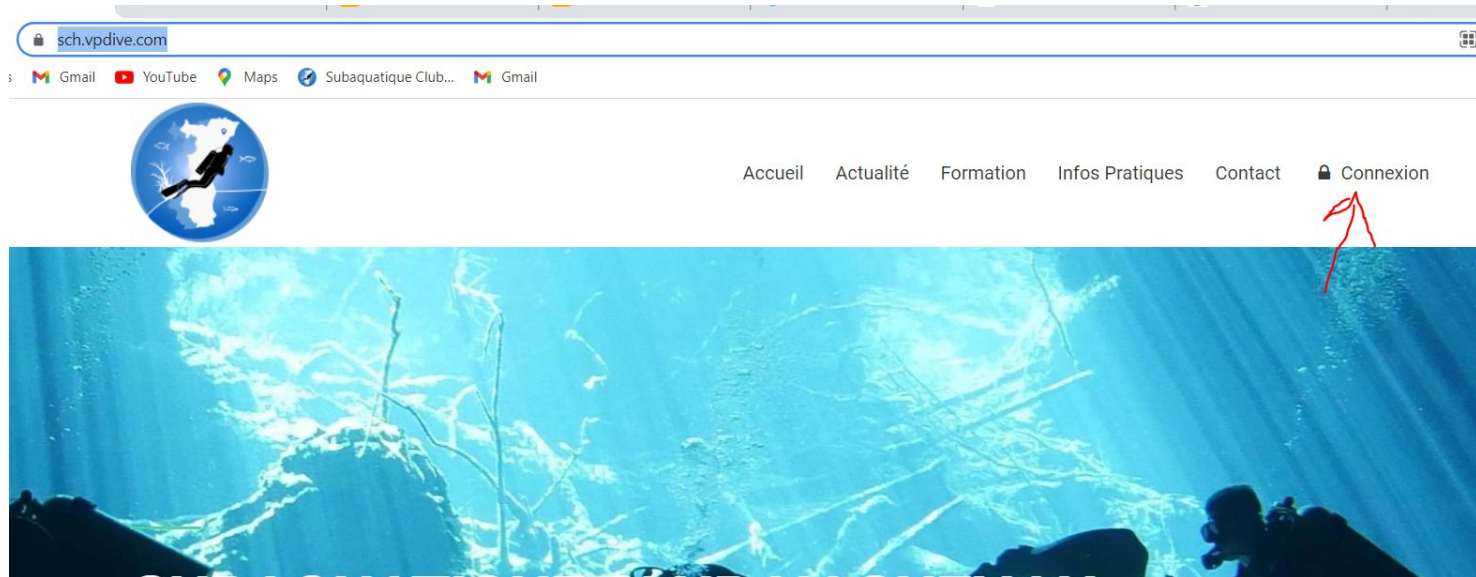 sch.vpdive.com
Gmail YouTube Maps Subaquatique Club... Gmail
Accueil Actualité Formation Infos Pratiques Contact Connexion